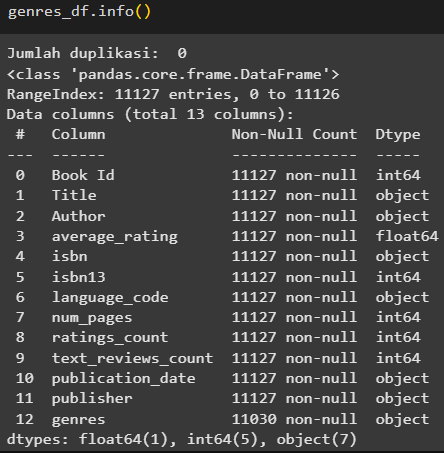 genres_df.info()
Jumlah duplikasi:  0
<class 'pandas.core.frame.DataFrame'>
RangeIndex: 11127 entries, 0 to 11126
Data columns (total 13 columns):
 #   Column              Non-Null Count  Dtype
---  ------              --------------  -----
 0   Book Id             11127 non-null  int64
 1   Title               11127 non-null  object
 2   Author              11127 non-null  object
 3   average_rating      11127 non-null  float64
 4   isbn                11127 non-null  object
 5   isbn13              11127 non-null  int64
 6   language_code       11127 non-null  object
 7   num_pages           11127 non-null  int64
 8   ratings_count       11127 non-null  int64
 9   text_reviews_count  11127 non-null  int64
 10  publication_date    11127 non-null  object
 11  publisher           11127 non-null  object
 12  genres              11030 non-null  object
dtypes: float64(1), int64(5), object(7)